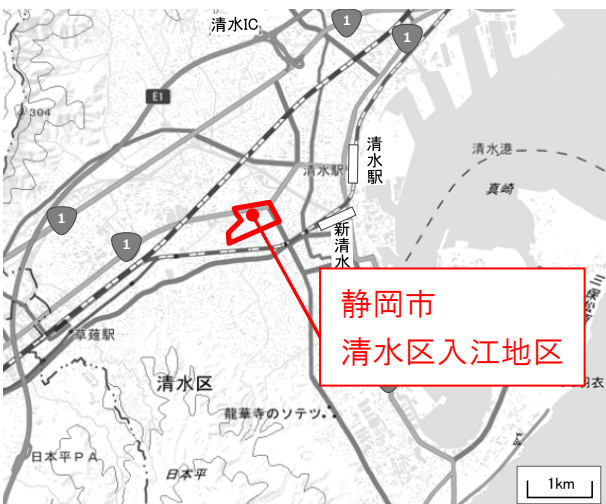 清水IC
1
1
E1
304
清水港
清水駅
清水駅
真崎
1
1
新清水
静岡市
清水区入江地区
草薙駅
清水区
羽衣
龍華寺のソテツ
日本平PA
日本平
1km